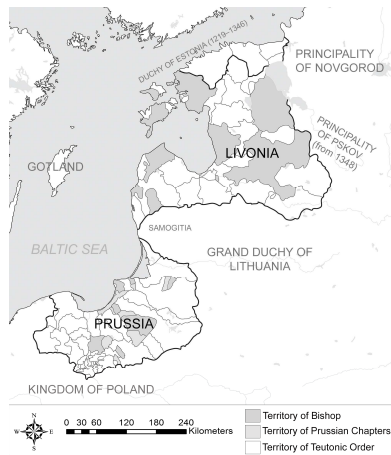 DUCHY OF ESTONIA (1219–1346)
PRINCIPALITY
OF NOVGOROD
PRINCIPALITY
OF PSKOV
(from 1348)
LIVONIA
GOTLAND
SAMOGITIA
BALTIC SEA
GRAND DUCHY OF
LITHUANIA
PRUSSIA
KINGDOM OF POLAND
N
W
E
S
0 30 60 120 180 240
Kilometers
Territory of Bishop
Territory of Prussian Chapters
Territory of Teutonic Order